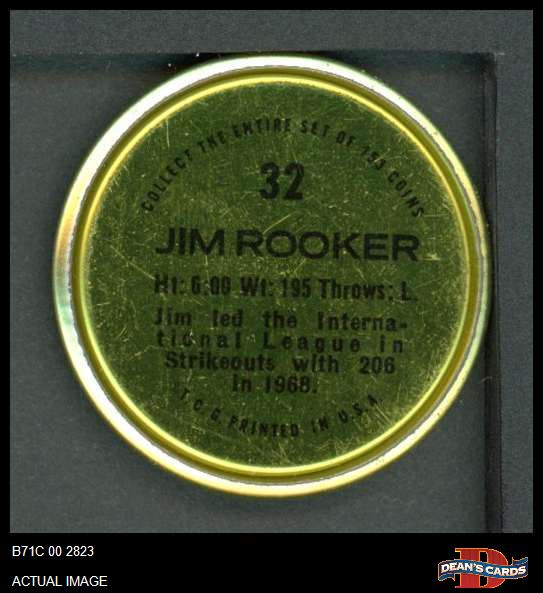 COLLECT THE ENTIRE SET OF 153 COINS
32
JIM ROOKER
Ht: 6:00 Wt: 195 Throws: L.
Jim led the Interna-
tional League in
Strikeouts with 206
in 1968.
T.C.G. PRINTED IN U.S.A.
B71C 00 2823
ACTUAL IMAGE
D
DEAN'S CARDS